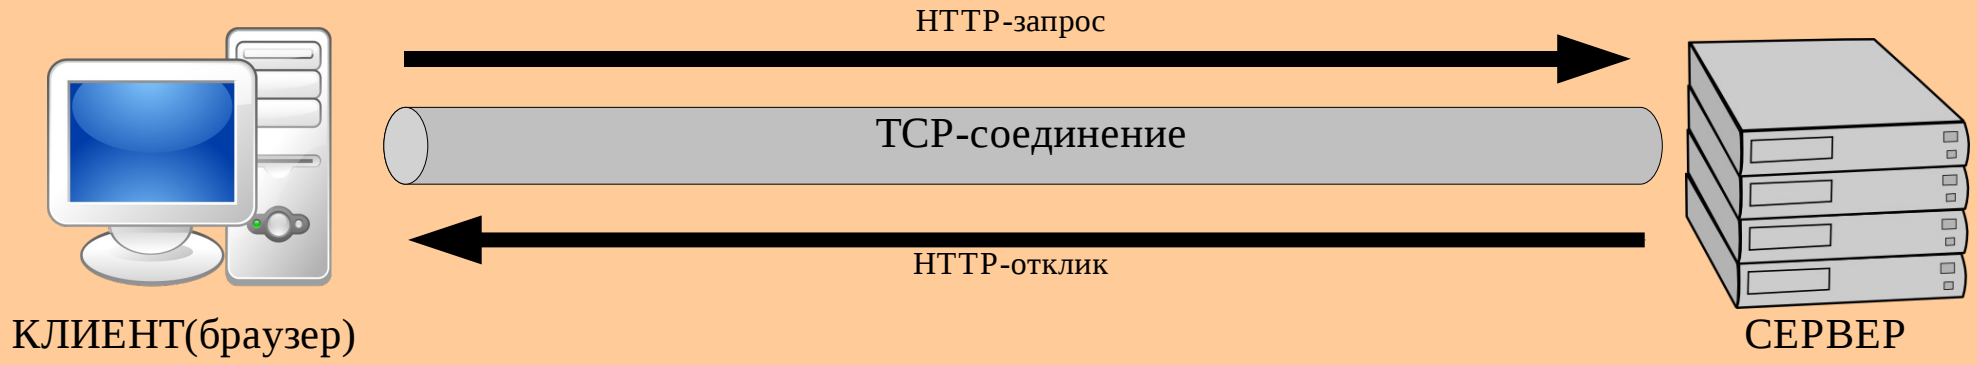 HTTP-запрос
TCP-соединение
HTTP-отклик
КЛИЕНТ(браузер)
СЕРВЕР